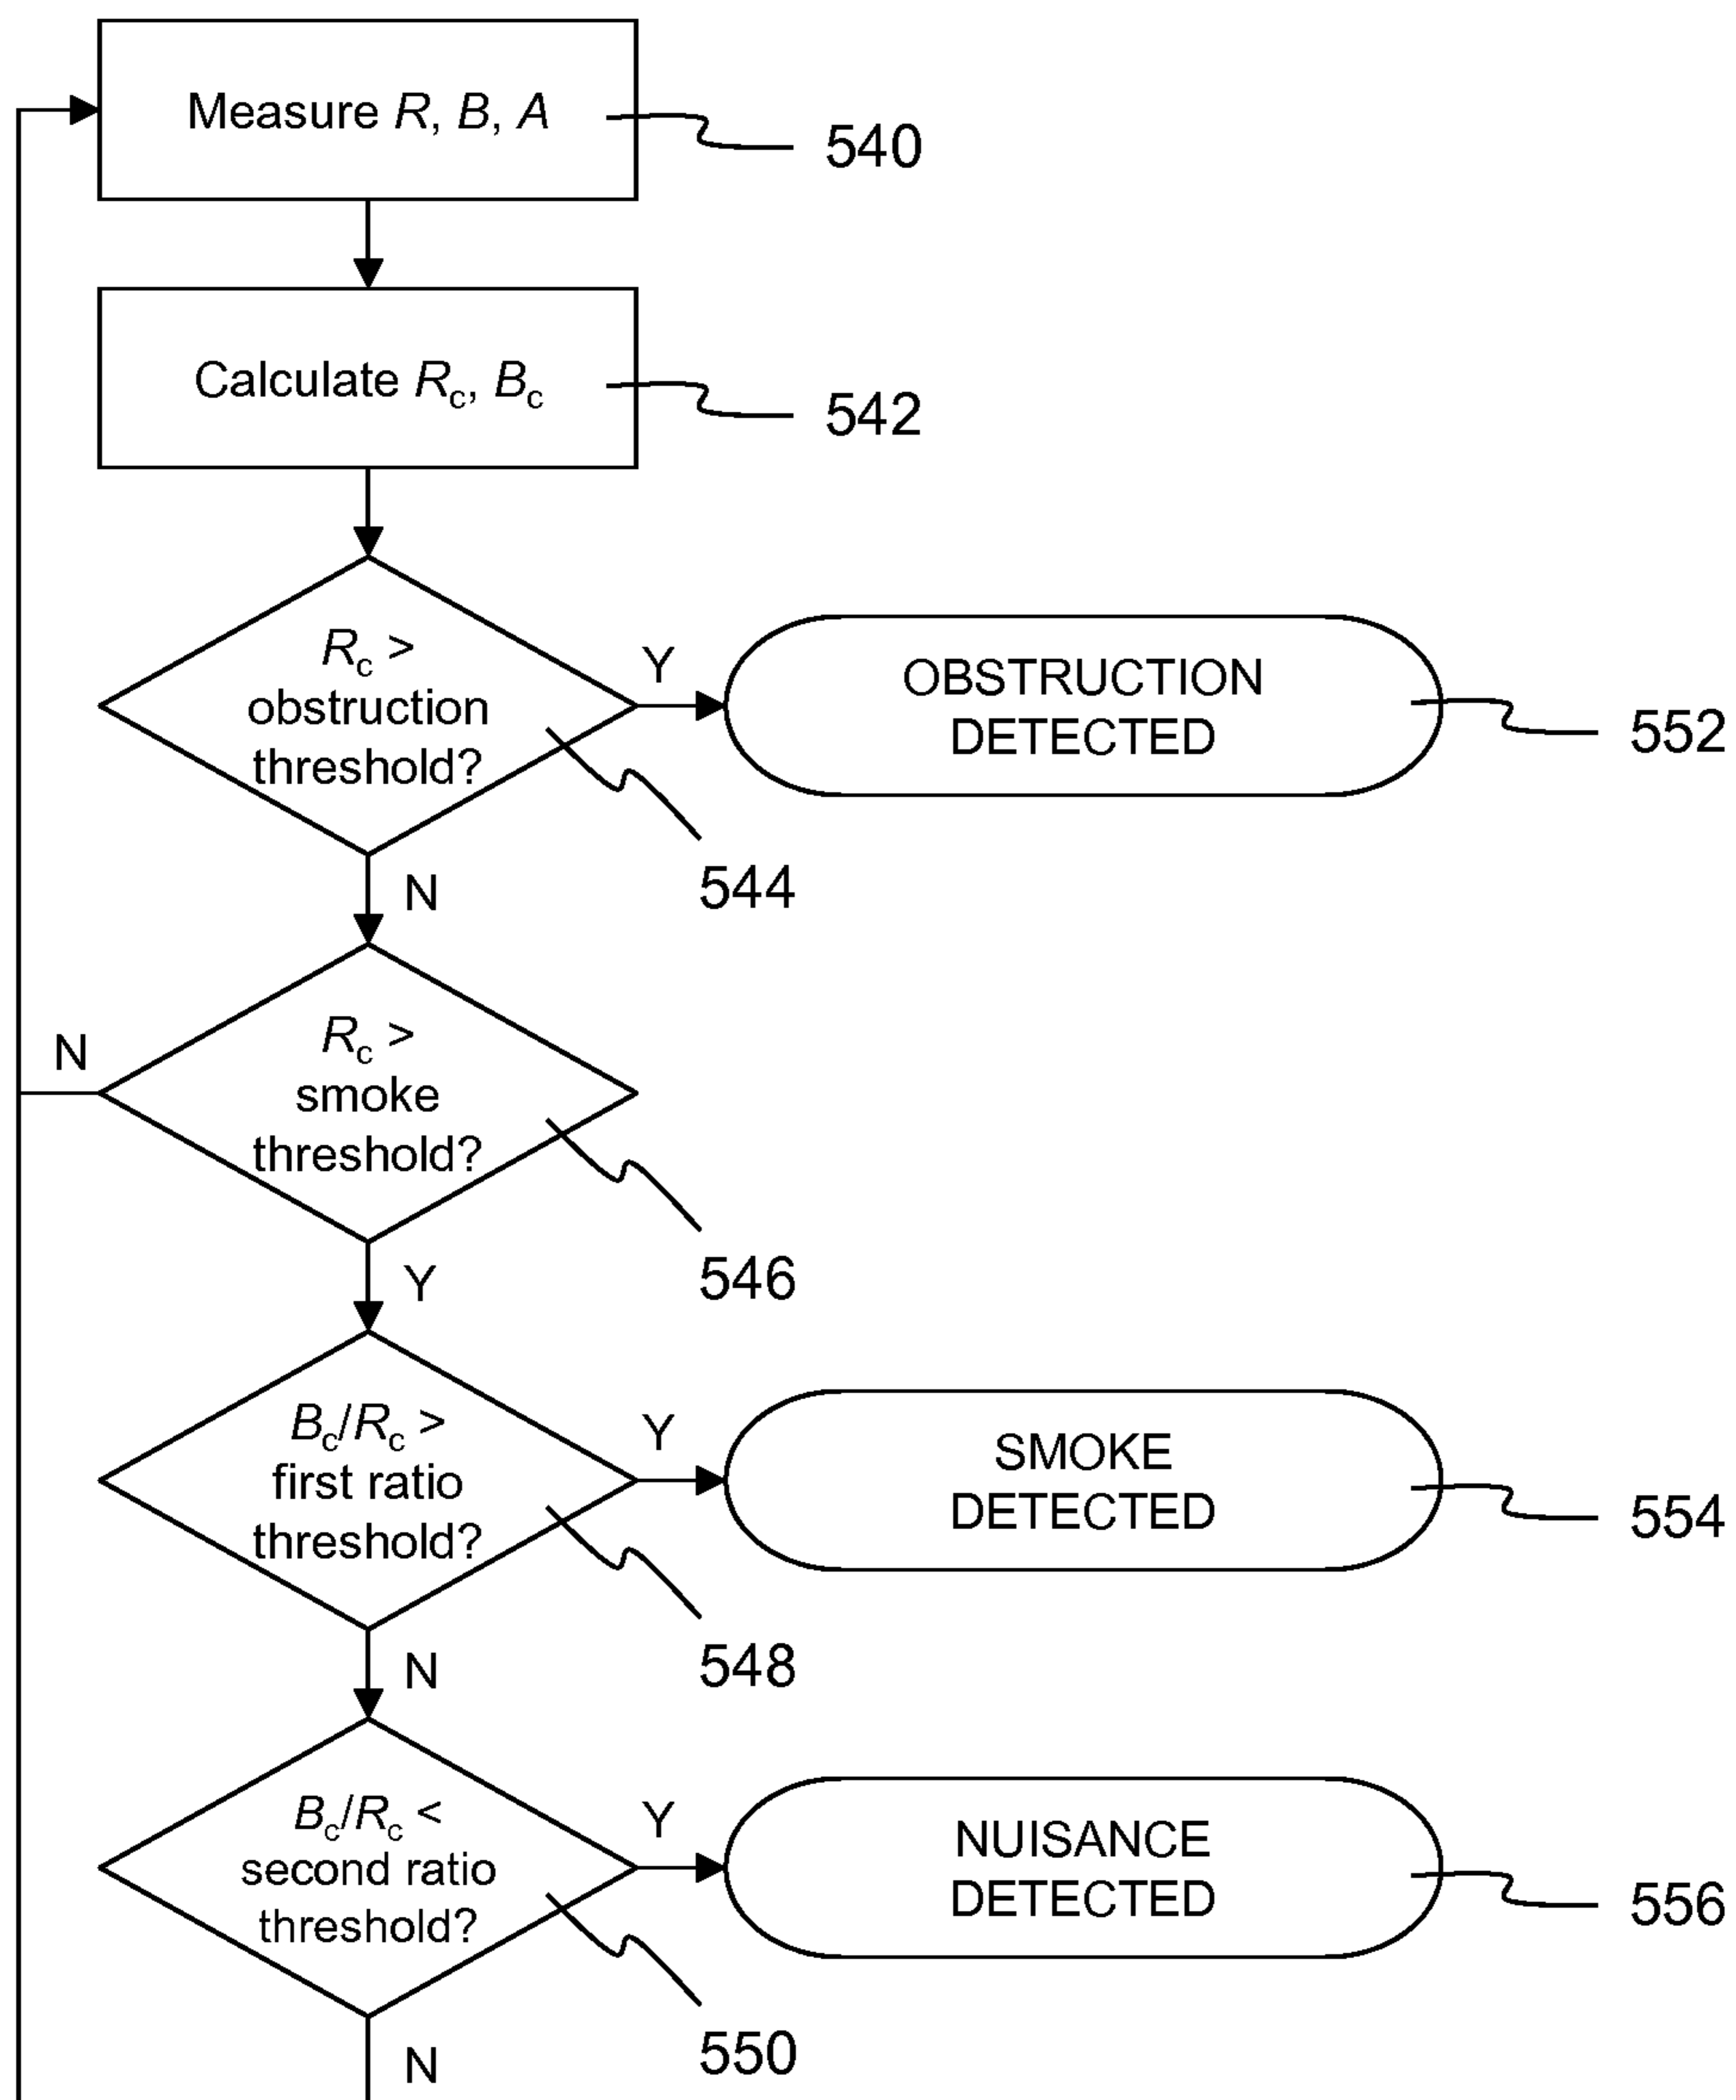 Measure R, B, A
540
Calculate Rc, Bc
542
Rc >
obstruction
threshold?
Y
OBSTRUCTION
DETECTED
552
544
N
Rc >
smoke
threshold?
N
546
Y
Bc/Rc >
first ratio
threshold?
Y
SMOKE
DETECTED
554
548
N
Bc/Rc <
second ratio
threshold?
Y
NUISANCE
DETECTED
556
550
N